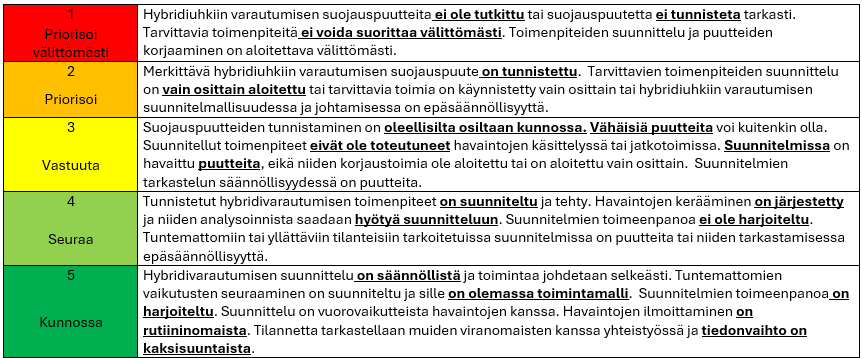 1
Priorisoi
välittömästi
Hybridiuhkiin varautumisen suojauspuutteita ei ole tutkittu tai suojauspuutetta ei tunnisteta tarkasti.
Tarvittavia toimenpiteitä ei voida suorittaa välittömästi. Toimenpiteiden suunnittelu ja puutteiden
korjaaminen on aloitettava välittömästi.
2
Priorisoi
Merkittävä hybridiuhkiin varautumisen suojauspuute on tunnistettu. Tarvittavien toimenpiteiden suunnittelu
on vain osittain aloitettu tai tarvittavia toimia on käynnistetty vain osittain tai hybridiuhkiin varautumisen
suunnitelmallisuudessa ja johtamisessa on epäsäännöllisyyttä.
3
Vastuuta
Suojauspuutteiden tunnistaminen on oleellisilta osiltaan kunnossa. Vähäisiä puutteita voi kuitenkin olla.
Suunnitellut toimenpiteet eivät ole toteutuneet havaintojen käsittelyssä tai jatkotoimissa. Suunnitelmissa on
havaittu puutteita, eikä niiden korjaustoimia ole aloitettu tai on aloitettu vain osittain. Suunnitelmien
tarkastelun säännöllisyydessä on puutteita.
4
Seuraa
Tunnistetut hybridivarautumisen toimenpiteet on suunniteltu ja tehty. Havaintojen kerääminen on järjestetty
ja niiden analysoinnista saadaan hyötyä suunnitteluun. Suunnitelmien toimeenpanoa ei ole harjoiteltu.
Tuntemattomiin tai yllättäviin tilanteisiin tarkoitetuissa suunnitelmissa on puutteita tai niiden tarkastamisessa
epäsäännöllisyyttä.
5
Kunnossa
Hybridivarautumisen suunnittelu on säännöllistä ja toimintaa johdetaan selkeästi. Tuntemattomien
vaikutusten seuraaminen on suunniteltu ja sille on olemassa toimintamalli. Suunnitelmien toimeenpanoa on
harjoiteltu. Suunnittelu on vuorovaikutteista havaintojen kanssa. Havaintojen ilmoittaminen on
rutiininomaista. Tilannetta tarkastellaan muiden viranomaisten kanssa yhteistyössä ja tiedonvaihto on
kaksisuuntaista.